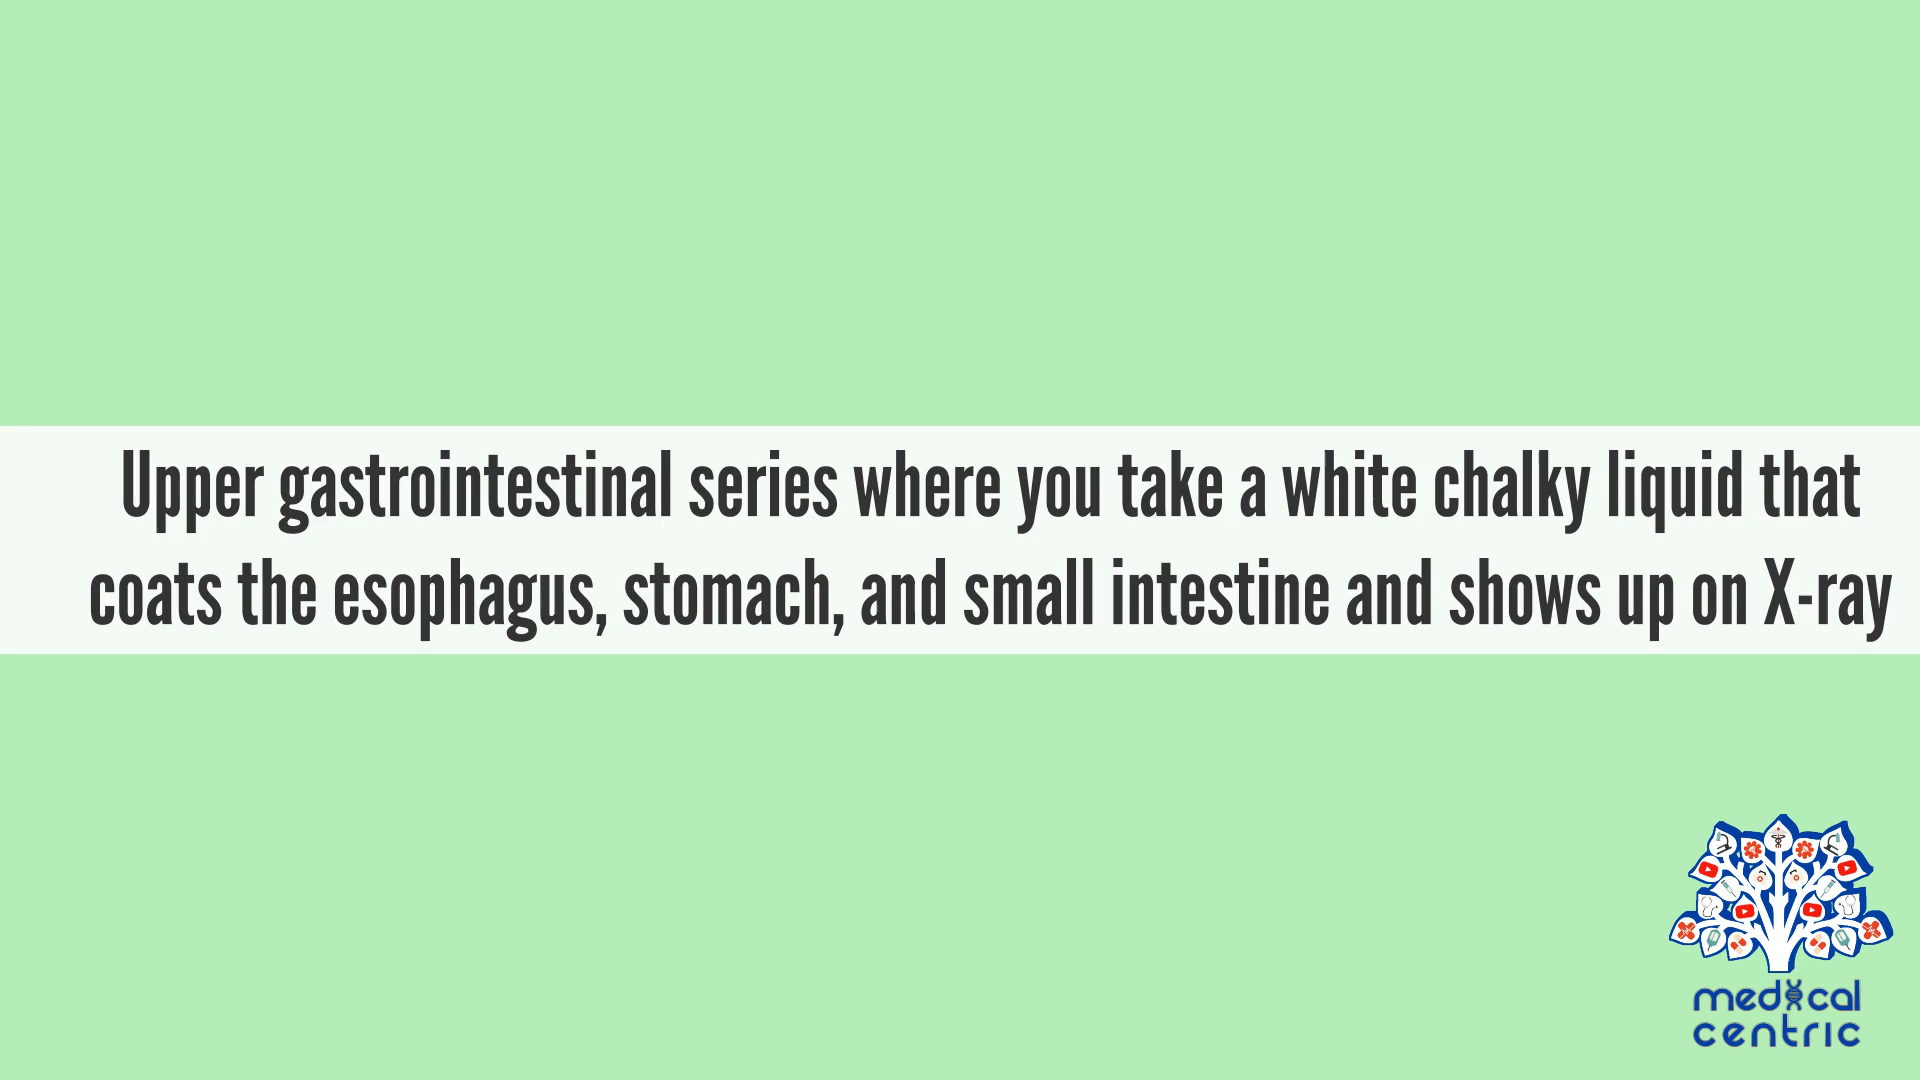 Upper gastrointestinal series where you take a white chalky liquid that
coats the esophagus, stomach, and small intestine and shows up on X-ray
medical
centric